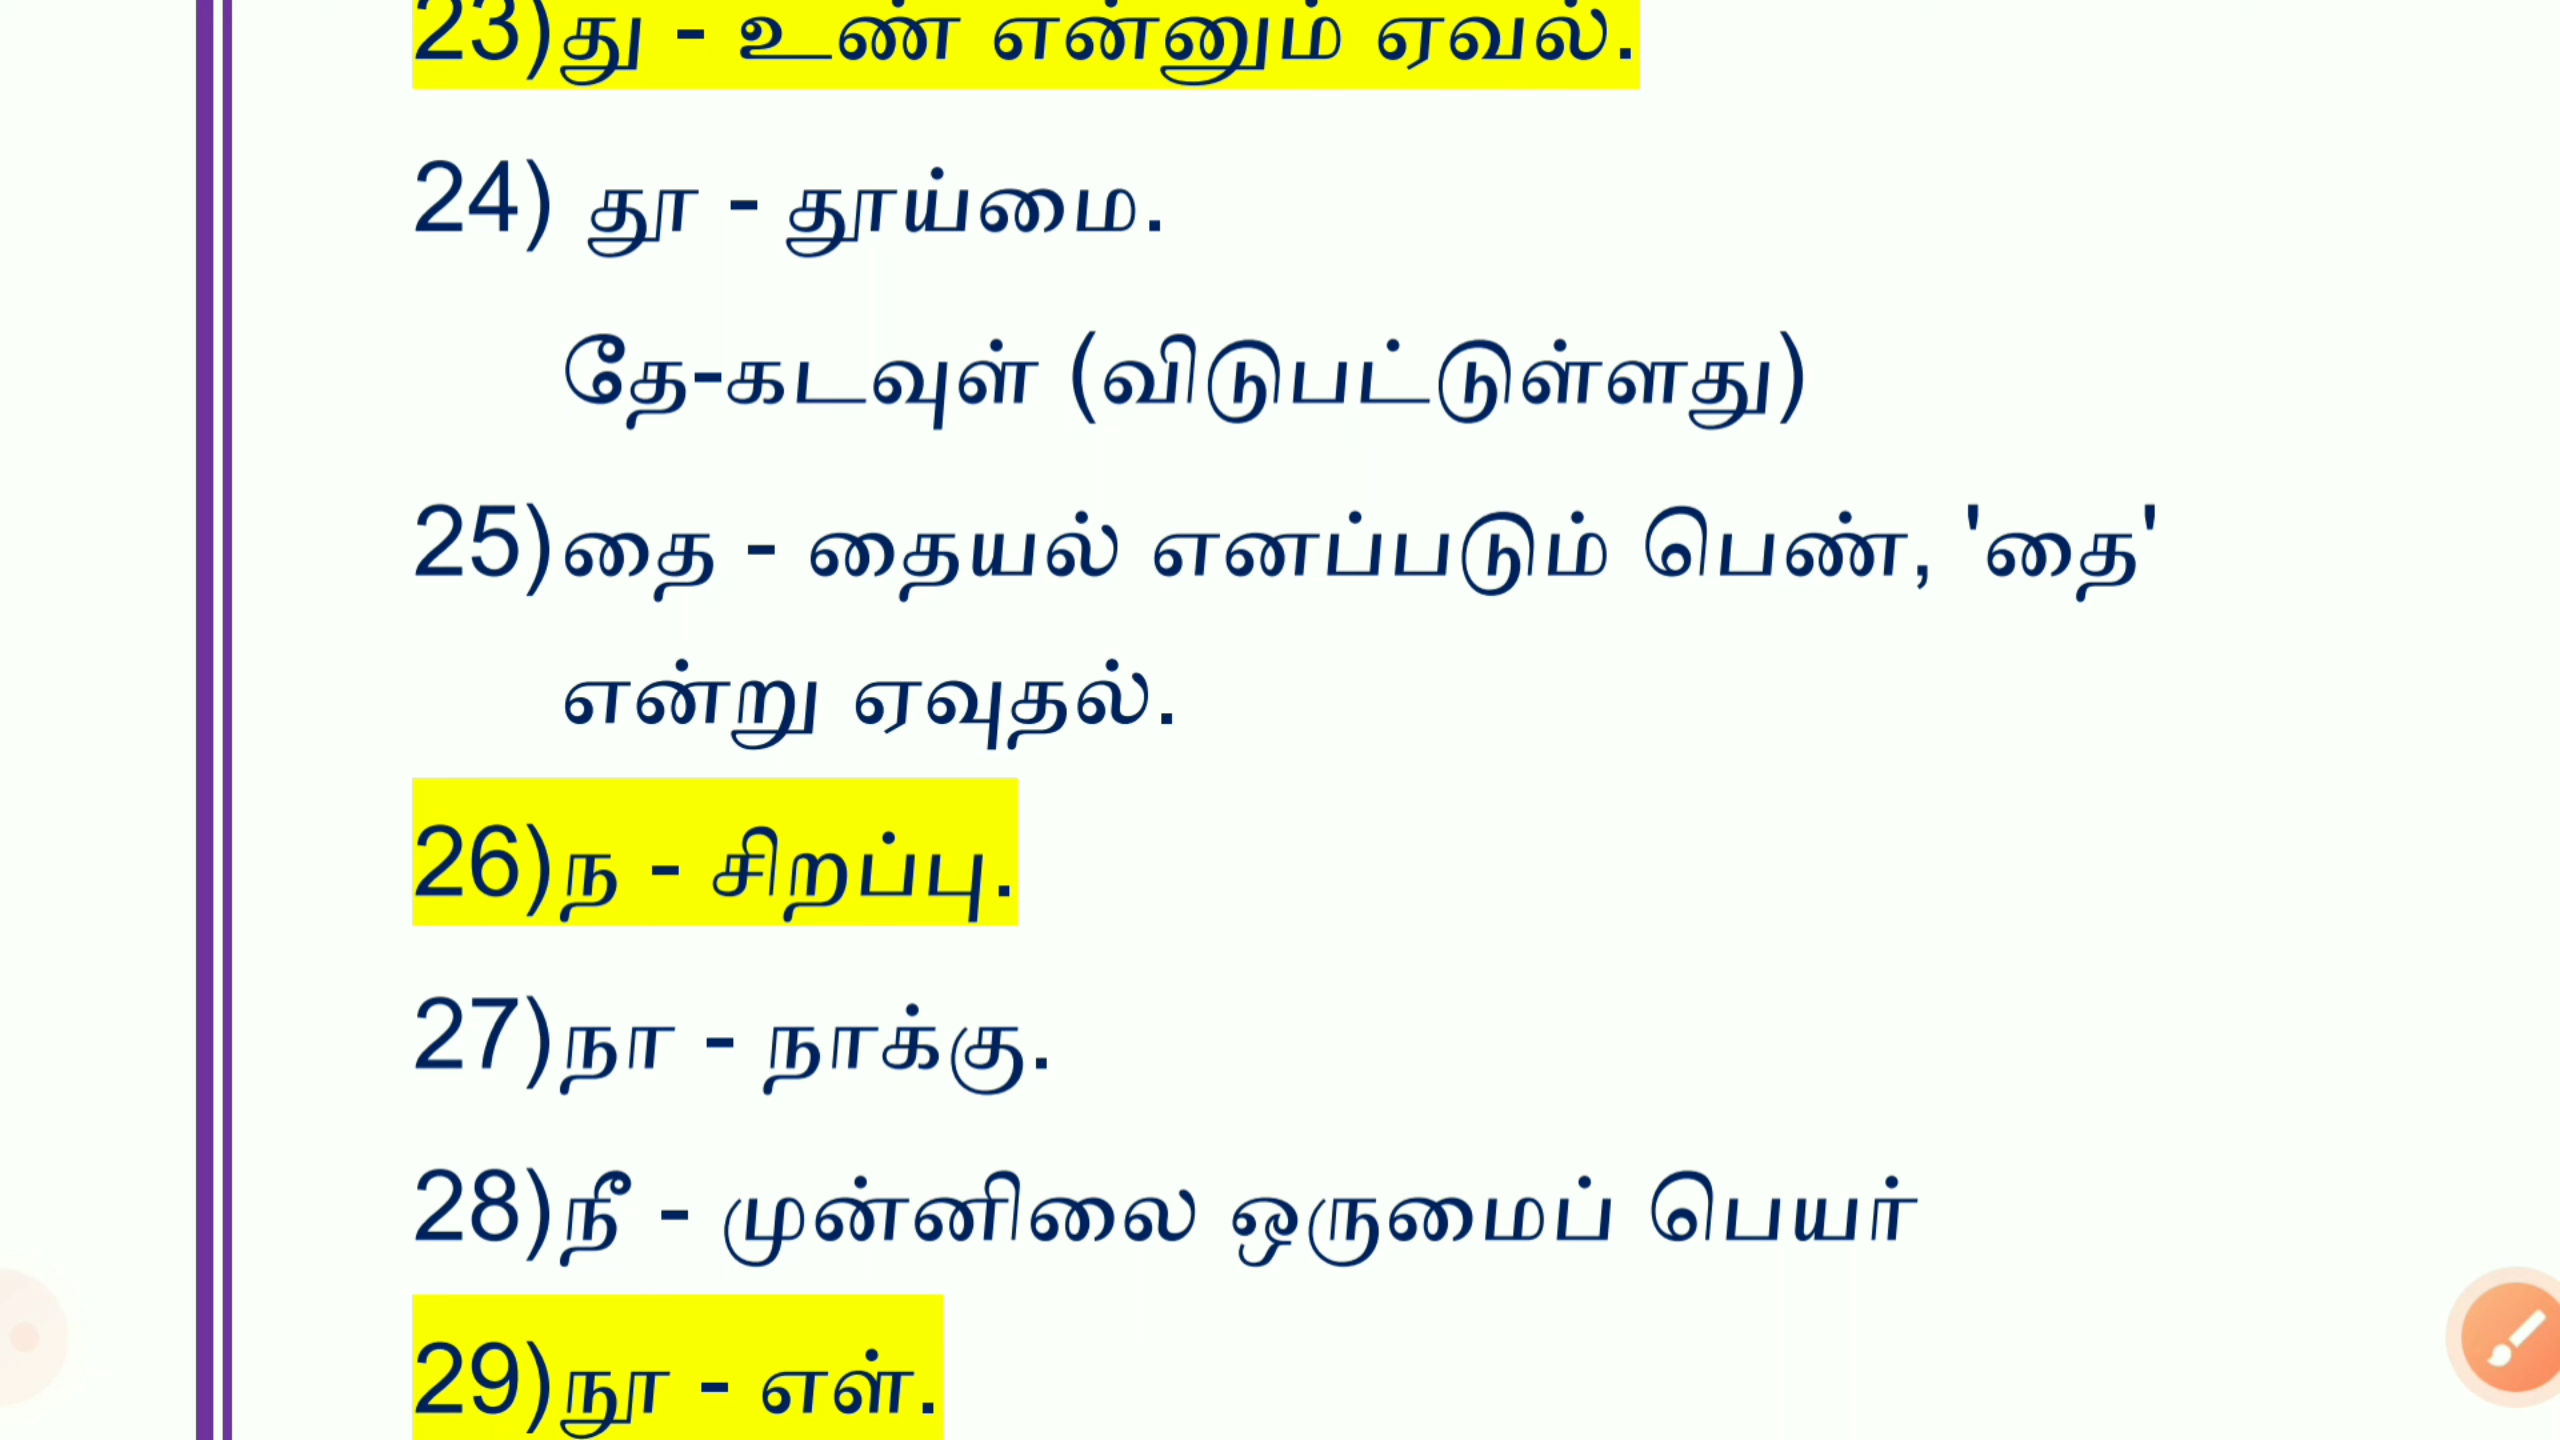 23)து - உண் என்னும் ஏவல்.
24) தூ - தூய்மை.
தே-கடவுள் (விடுபட்டுள்ளது)
25)தை - தையல் எனப்படும் பெண், 'தை'
என்று ஏவுதல்.
26)ந - சிறப்பு.
27)நா - நாக்கு.
28)நீ - முன்னிலை ஒருமைப் பெயர்
29)நூ - எள்.